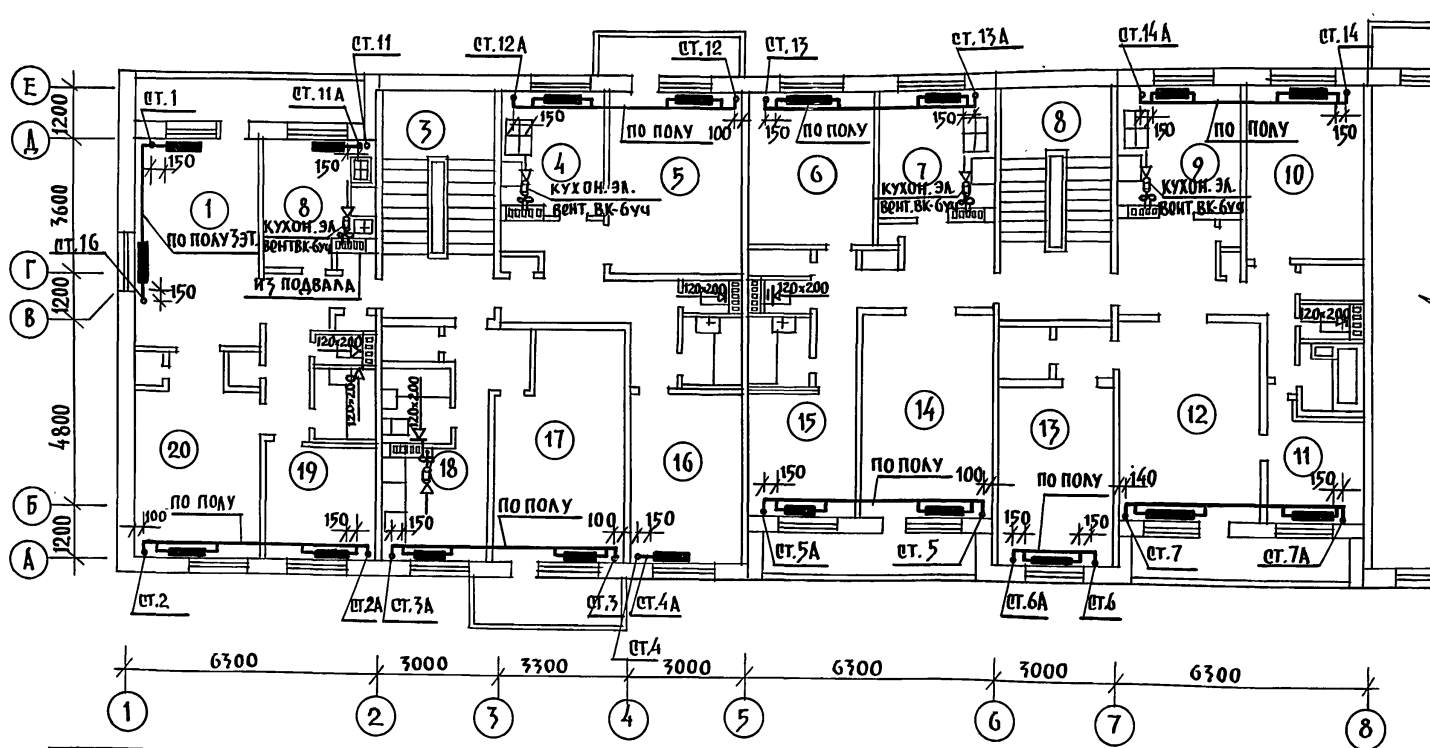 СТ.11
СТ.12А
СТ.12
СТ.13
СТ.13А
СТ.14А
СТ.14
Е
1200
СТ.1
СТ.11А
Д
150
150
150
ПО ПОЛУ
100
150
ПО ПОЛУ
150
150
ПО ПОЛУ
150
3
4
5
6
7
8
9
10
3600
1
8
КУХОН. ЭЛ.
ВЕНТ ВК-6УЧ
КУХОН. ЭЛ.
ВЕНТ. ВК-6УЧ
КУХОН. ЭЛ.
ВЕНТ. ВК-6УЧ
КУХОН. ЭЛ.
ВЕНТ. ВК-6УЧ
СТ.16
ПО ПОЛУ 3 ЭТ.
Г
150
ИЗ ПОДВАЛА
120х200
120х200
1200
В
120х200
120х200
120х200
120х200
4800
20
19
18
17
16
15
14
13
12
11
Б
100
ПО ПОЛУ
150
150
ПО ПОЛУ
100
150
150
ПО ПОЛУ
100
150
ПО ПОЛУ
150
140
150
1200
А
СТ.2
СТ.2А
СТ.3А
СТ.3
СТ.4А
СТ.4
СТ.5А
СТ.5
СТ.6А
СТ.6
СТ.7
СТ.7А
6300
3000
3300
3000
6300
3000
6300
1
2
3
4
5
6
7
8